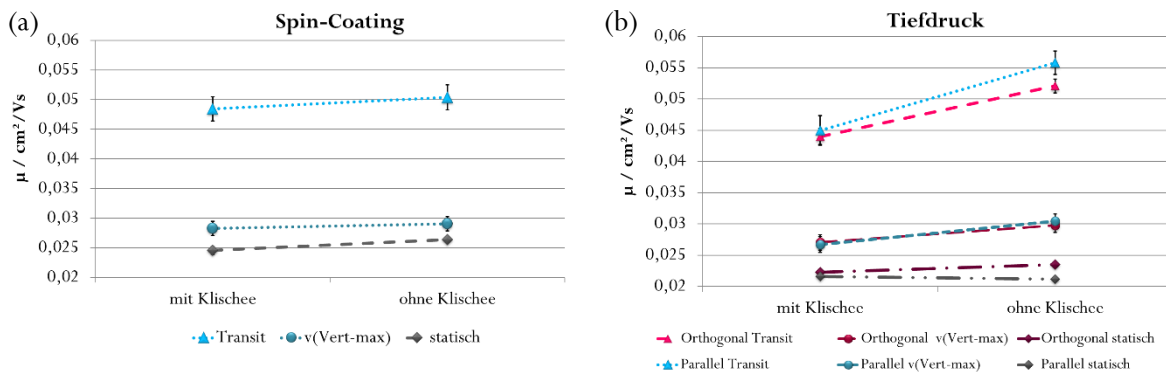 (a)
Spin-Coating
0,06
0,055
0,05
0,045
0,04
0,035
0,03
0,025
0,02
μ / cm²/Vs
mit Klischee
ohne Klischee
Transit
v(Vert-max)
statisch
(b)
Tiefdruck
0,06
0,055
0,05
0,045
0,04
0,035
0,03
0,025
0,02
μ / cm²/Vs
mit Klischee
ohne Klischee
Orthogonal Transit
Orthogonal v(Vert-max)
Orthogonal statisch
Parallel Transit
Parallel v(Vert-max)
Parallel statisch